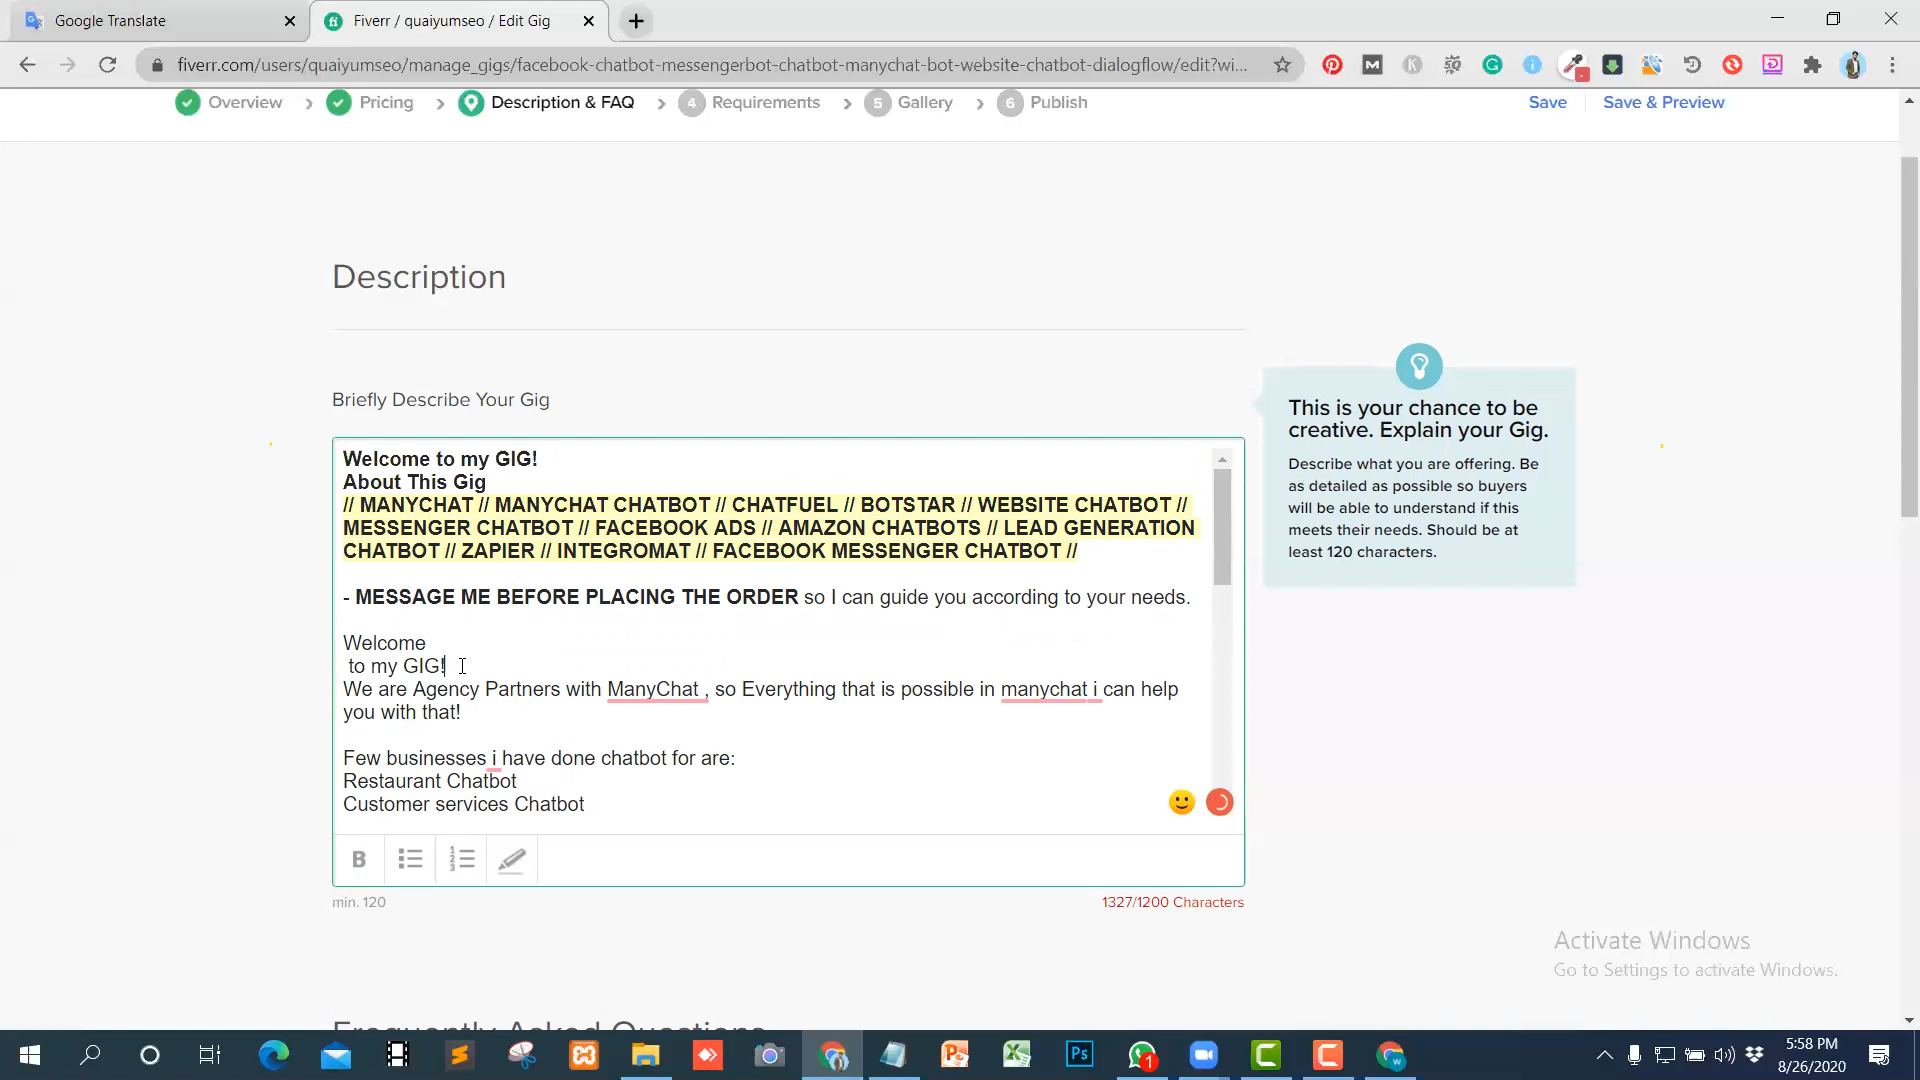 Google Translate
Fiverr / quaiyumseo / Edit Gig
fiverr.com/users/quaiyumseo/manage_gigs/facebook-chatbot-messengerbot-chatbot-manychat-bot-website-chatbot-dialogflow/edit?wi...
Overview
Pricing
Description & FAQ
4 Requirements
5 Gallery
6 Publish
Save
Save & Preview
Description
Briefly Describe Your Gig
Welcome to my GIG!
About This Gig
// MANYCHAT // MANYCHAT CHATBOT // CHATFUEL // BOTSTAR // WEBSITE CHATBOT //
MESSENGER CHATBOT // FACEBOOK ADS // AMAZON CHATBOTS // LEAD GENERATION
CHATBOT // ZAPIER // INTEGROMAT // FACEBOOK MESSENGER CHATBOT //
- MESSAGE ME BEFORE PLACING THE ORDER so I can guide you according to your needs.
Welcome
to my GIG!
We are Agency Partners with ManyChat , so Everything that is possible in manychat i can help
you with that!
Few businesses i have done chatbot for are:
Restaurant Chatbot
Customer services Chatbot
B
min. 120
1327/1200 Characters
This is your chance to be
creative. Explain your Gig.
Describe what you are offering. Be
as detailed as possible so buyers
will be able to understand if this
meets their needs. Should be at
least 120 characters.
Activate Windows
Go to Settings to activate Windows.
Frequently Asked Questions
5:58 PM
8/26/2020